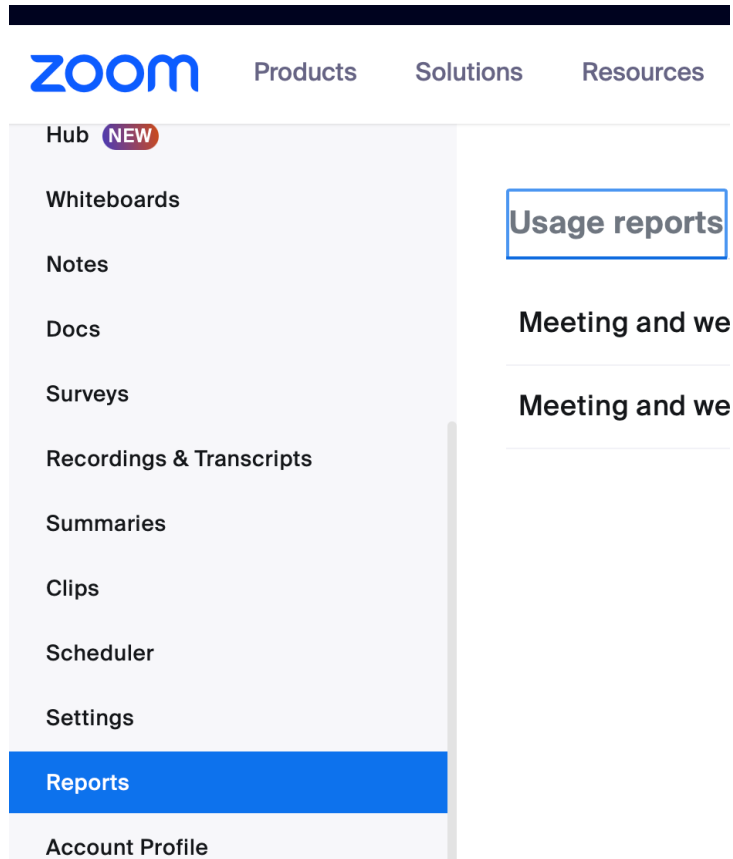 zoom Products Solutions Resources
Hub NEW
Whiteboards
Notes
Docs
Surveys
Recordings & Transcripts
Summaries
Clips
Scheduler
Settings
Reports
Account Profile
Usage reports
Meeting and we
Meeting and we